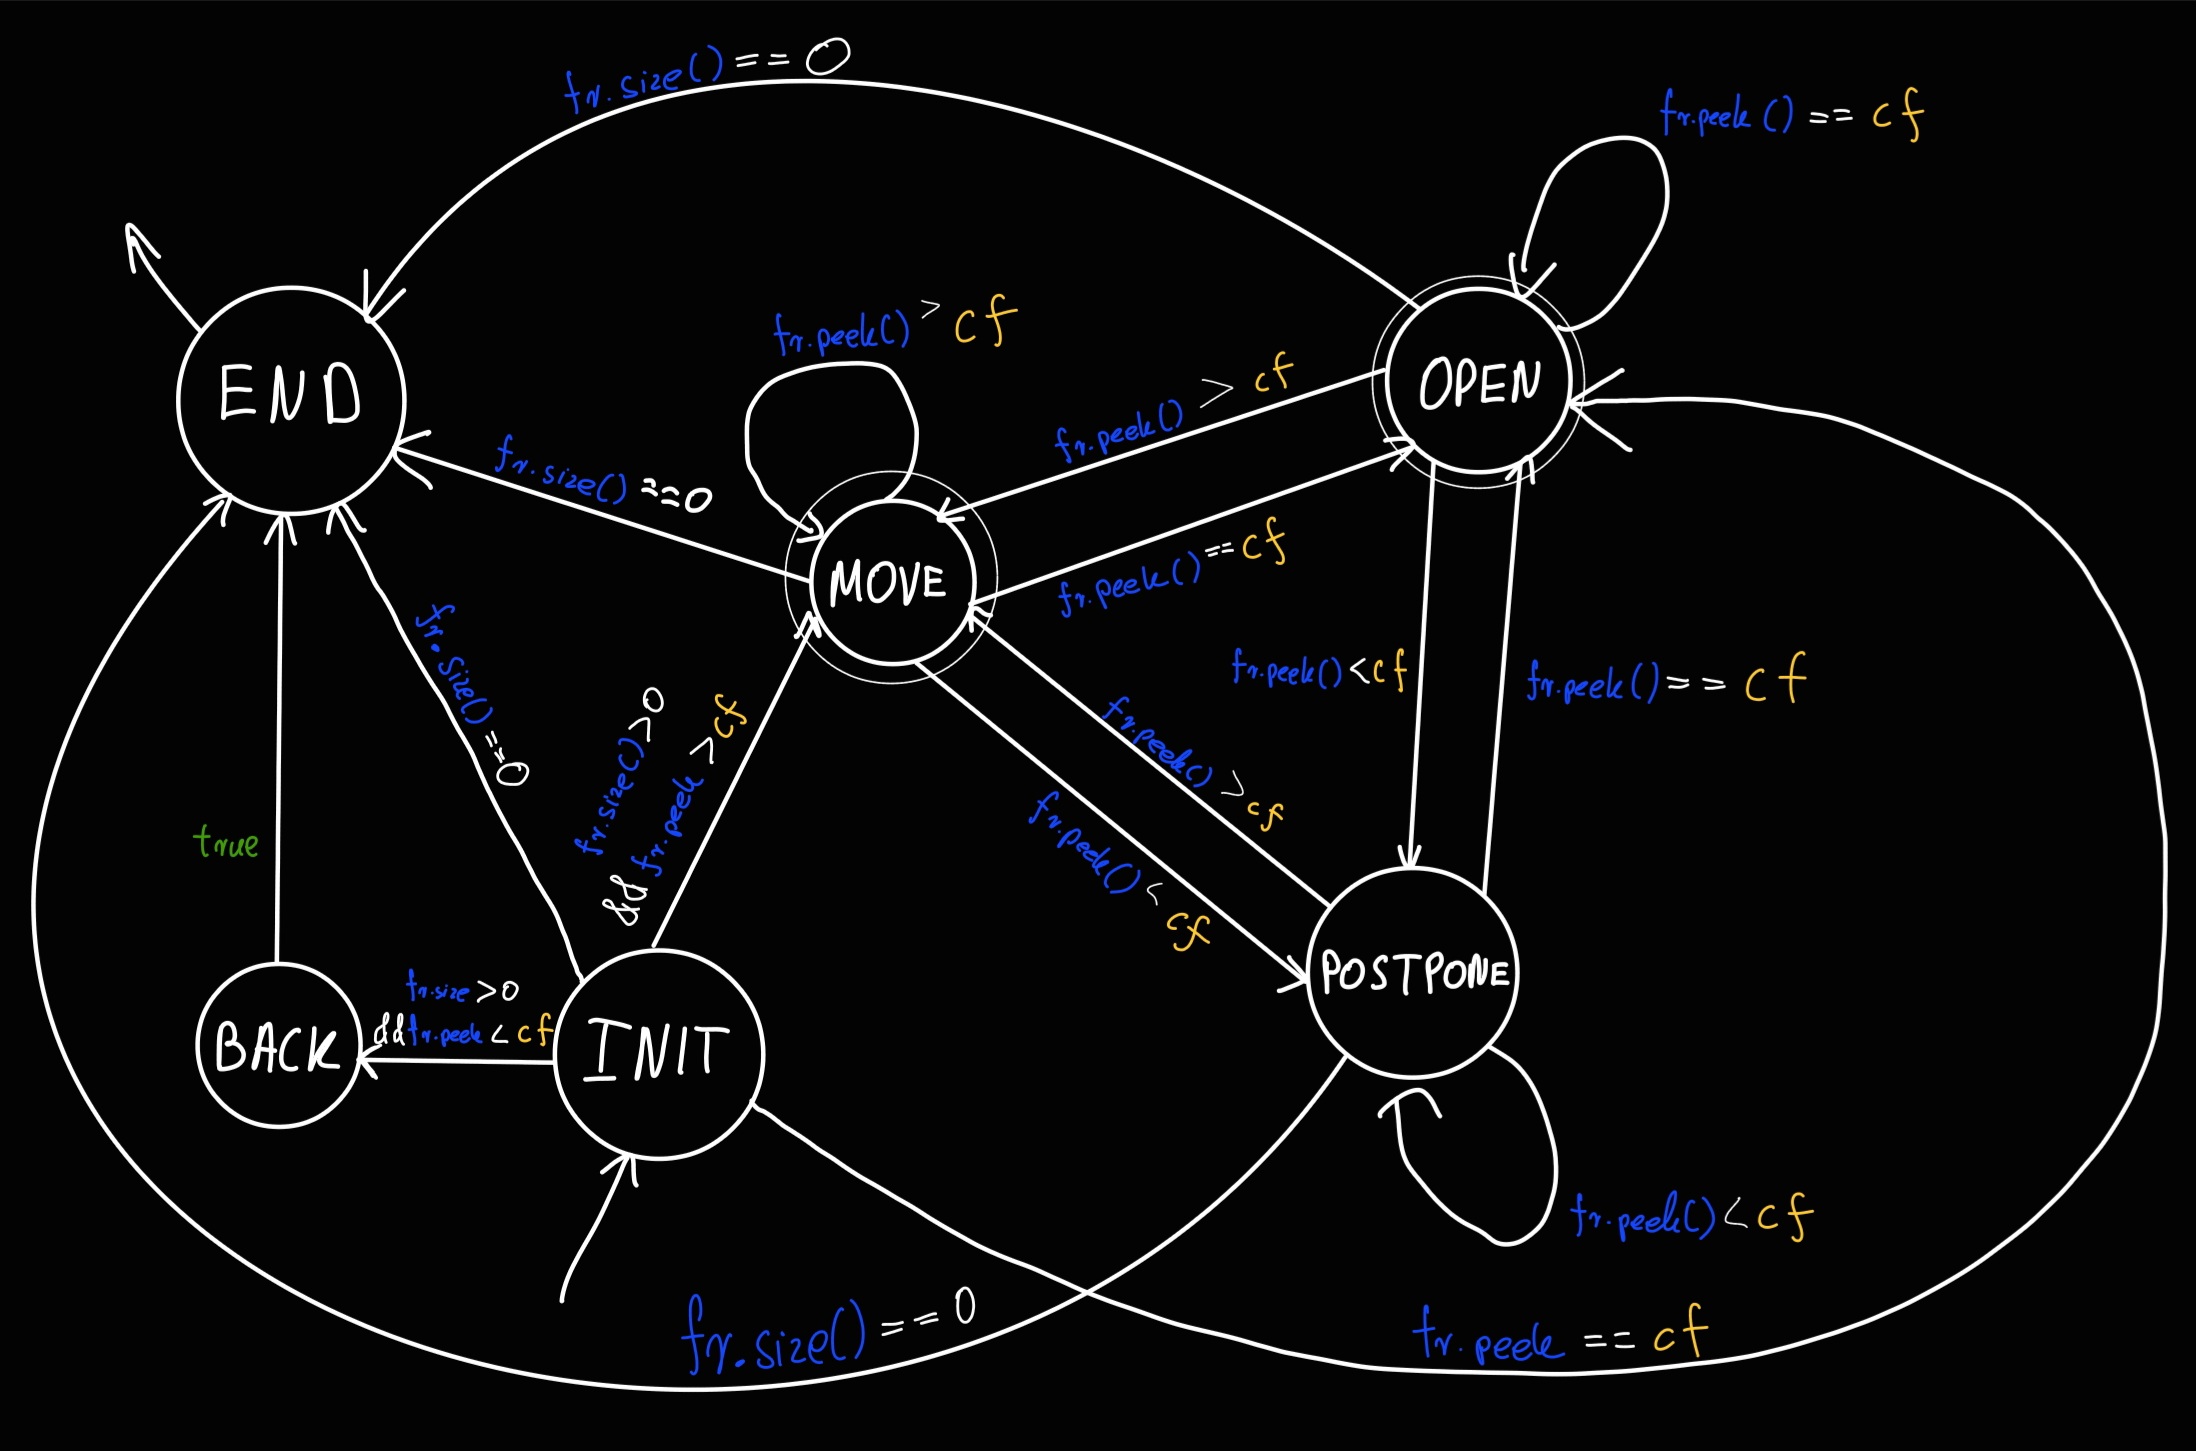 fr.size() == 0
fr.peek() == cf
fr.peek() > cf
END
fr.peek() > cf
OPEN
fr.size() == 0
MOVE
fr.peek() == cf
fr.size() == 0
fr.size() > 0
&& fr.peek > cf
fr.peek() < cf
fr.peek() == cf
fr.peek() > cf
fr.peek() < cf
true
POSTPONE
fr.size > 0
&& fr.peek < cf
BACK
INIT
fr.peek() < cf
fr.size() == 0
fr.peek == cf